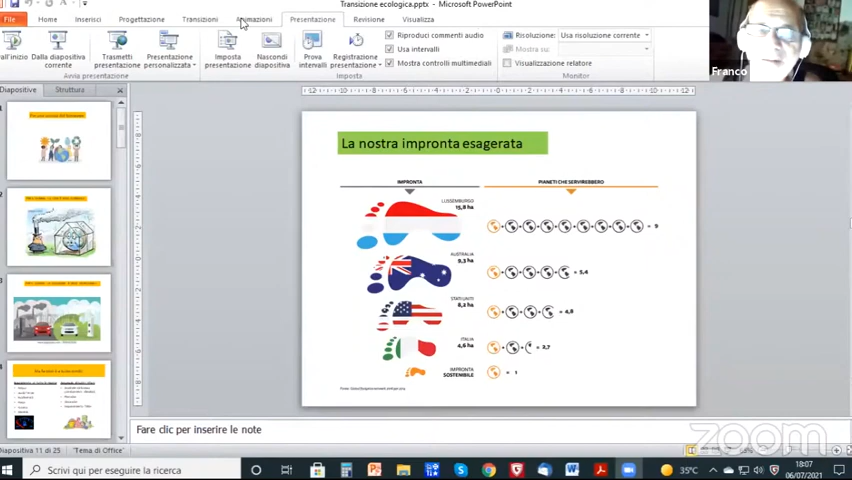 Transizione ecologica.pptx - Microsoft PowerPoint
File Home Inserisci Progettazione Transizioni Animazioni Presentazione Revisione Visualizza
Dalla diapositiva corrente
Trasmetti presentazione
Presentazione personalizzata
Imposta presentazione
Nascondi diapositiva
Prova intervalli
Registrazione presentazione
Riproduci commenti audio
Usa intervalli
Mostra controlli multimediali
Risoluzione: Usa risoluzione corrente
Mostra su:
Visualizzazione relatore
Avvia presentazione Imposta Monitor
Franco
Diapositive Struttura
2
3
4
La nostra impronta esagerata
IMPRONTA PIANETI CHE SERVIREBBERO
LUSSEMBURGO
15,8 ha
= 9
AUSTRALIA
9,3 ha
= 5,4
STATI UNITI
8,2 ha
= 4,8
ITALIA
4,6 ha
= 2,7
IMPRONTA
SOSTENIBILE
= 1
Fare clic per inserire le note
zoom
Diapositiva 11 di 25 "Tema di Office"
Scrivi qui per eseguire la ricerca
35°C
18:07
06/07/2021